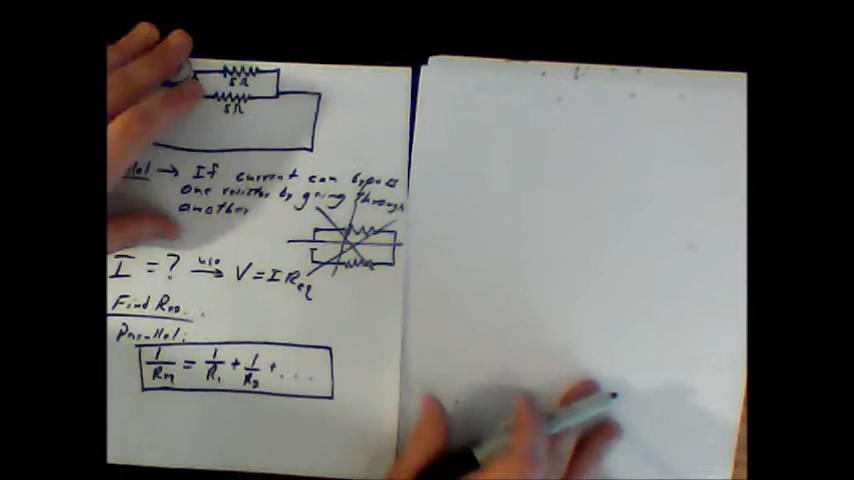 5Ω
5Ω
→ If current can bypass
one resistor by going through
another
I = ? use → V = I Req
Find Req...
Parallel:
1/Req = 1/R1 + 1/R2 + ....